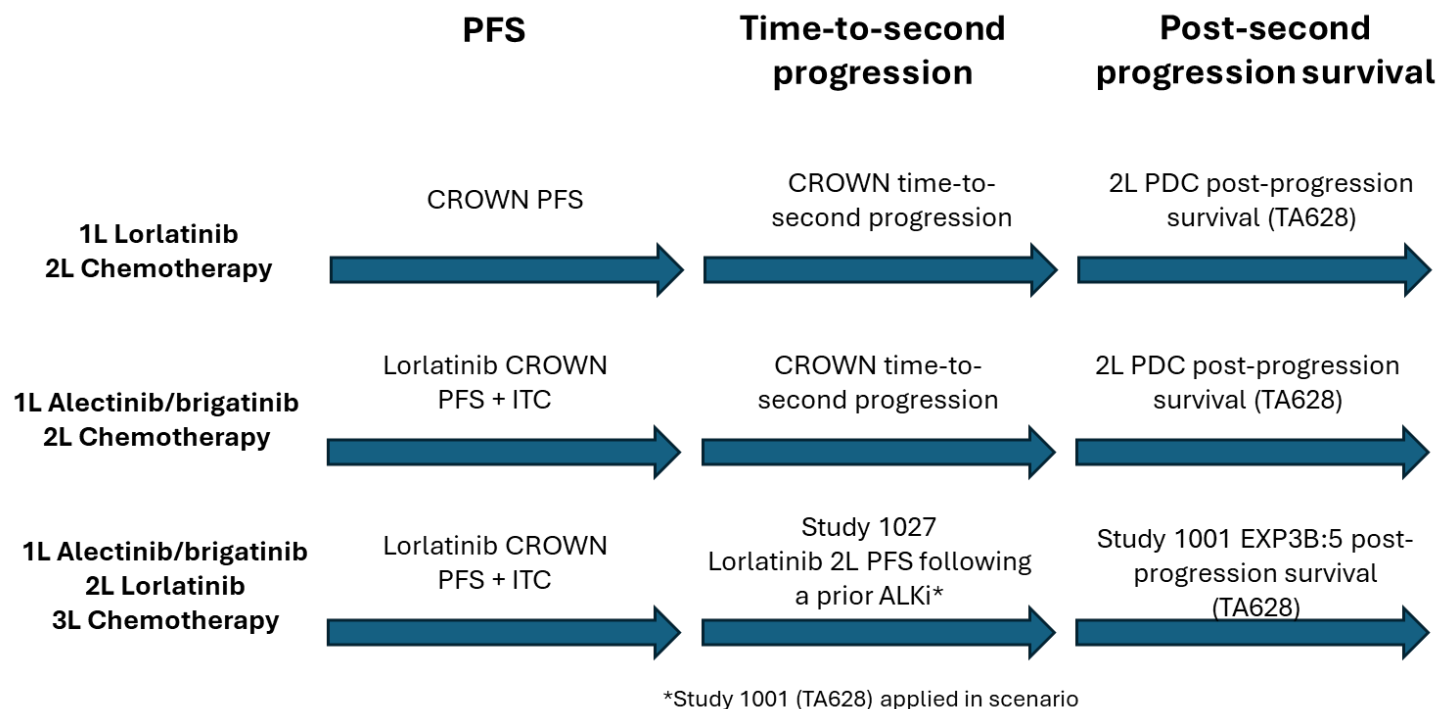 PFS
Time-to-second
progression
Post-second
progression survival
1L Lorlatinib
2L Chemotherapy
CROWN PFS
CROWN time-to-
second progression
2L PDC post-progression
survival (TA628)
1L Alectinib/brigatinib
2L Chemotherapy
Lorlatinib CROWN
PFS + ITC
CROWN time-to-
second progression
2L PDC post-progression
survival (TA628)
1L Alectinib/brigatinib
2L Lorlatinib
3L Chemotherapy
Lorlatinib CROWN
PFS + ITC
Study 1027
Lorlatinib 2L PFS following
a prior ALKi*
Study 1001 EXP3B:5 post-
progression survival
(TA628)
*Study 1001 (TA628) applied in scenario